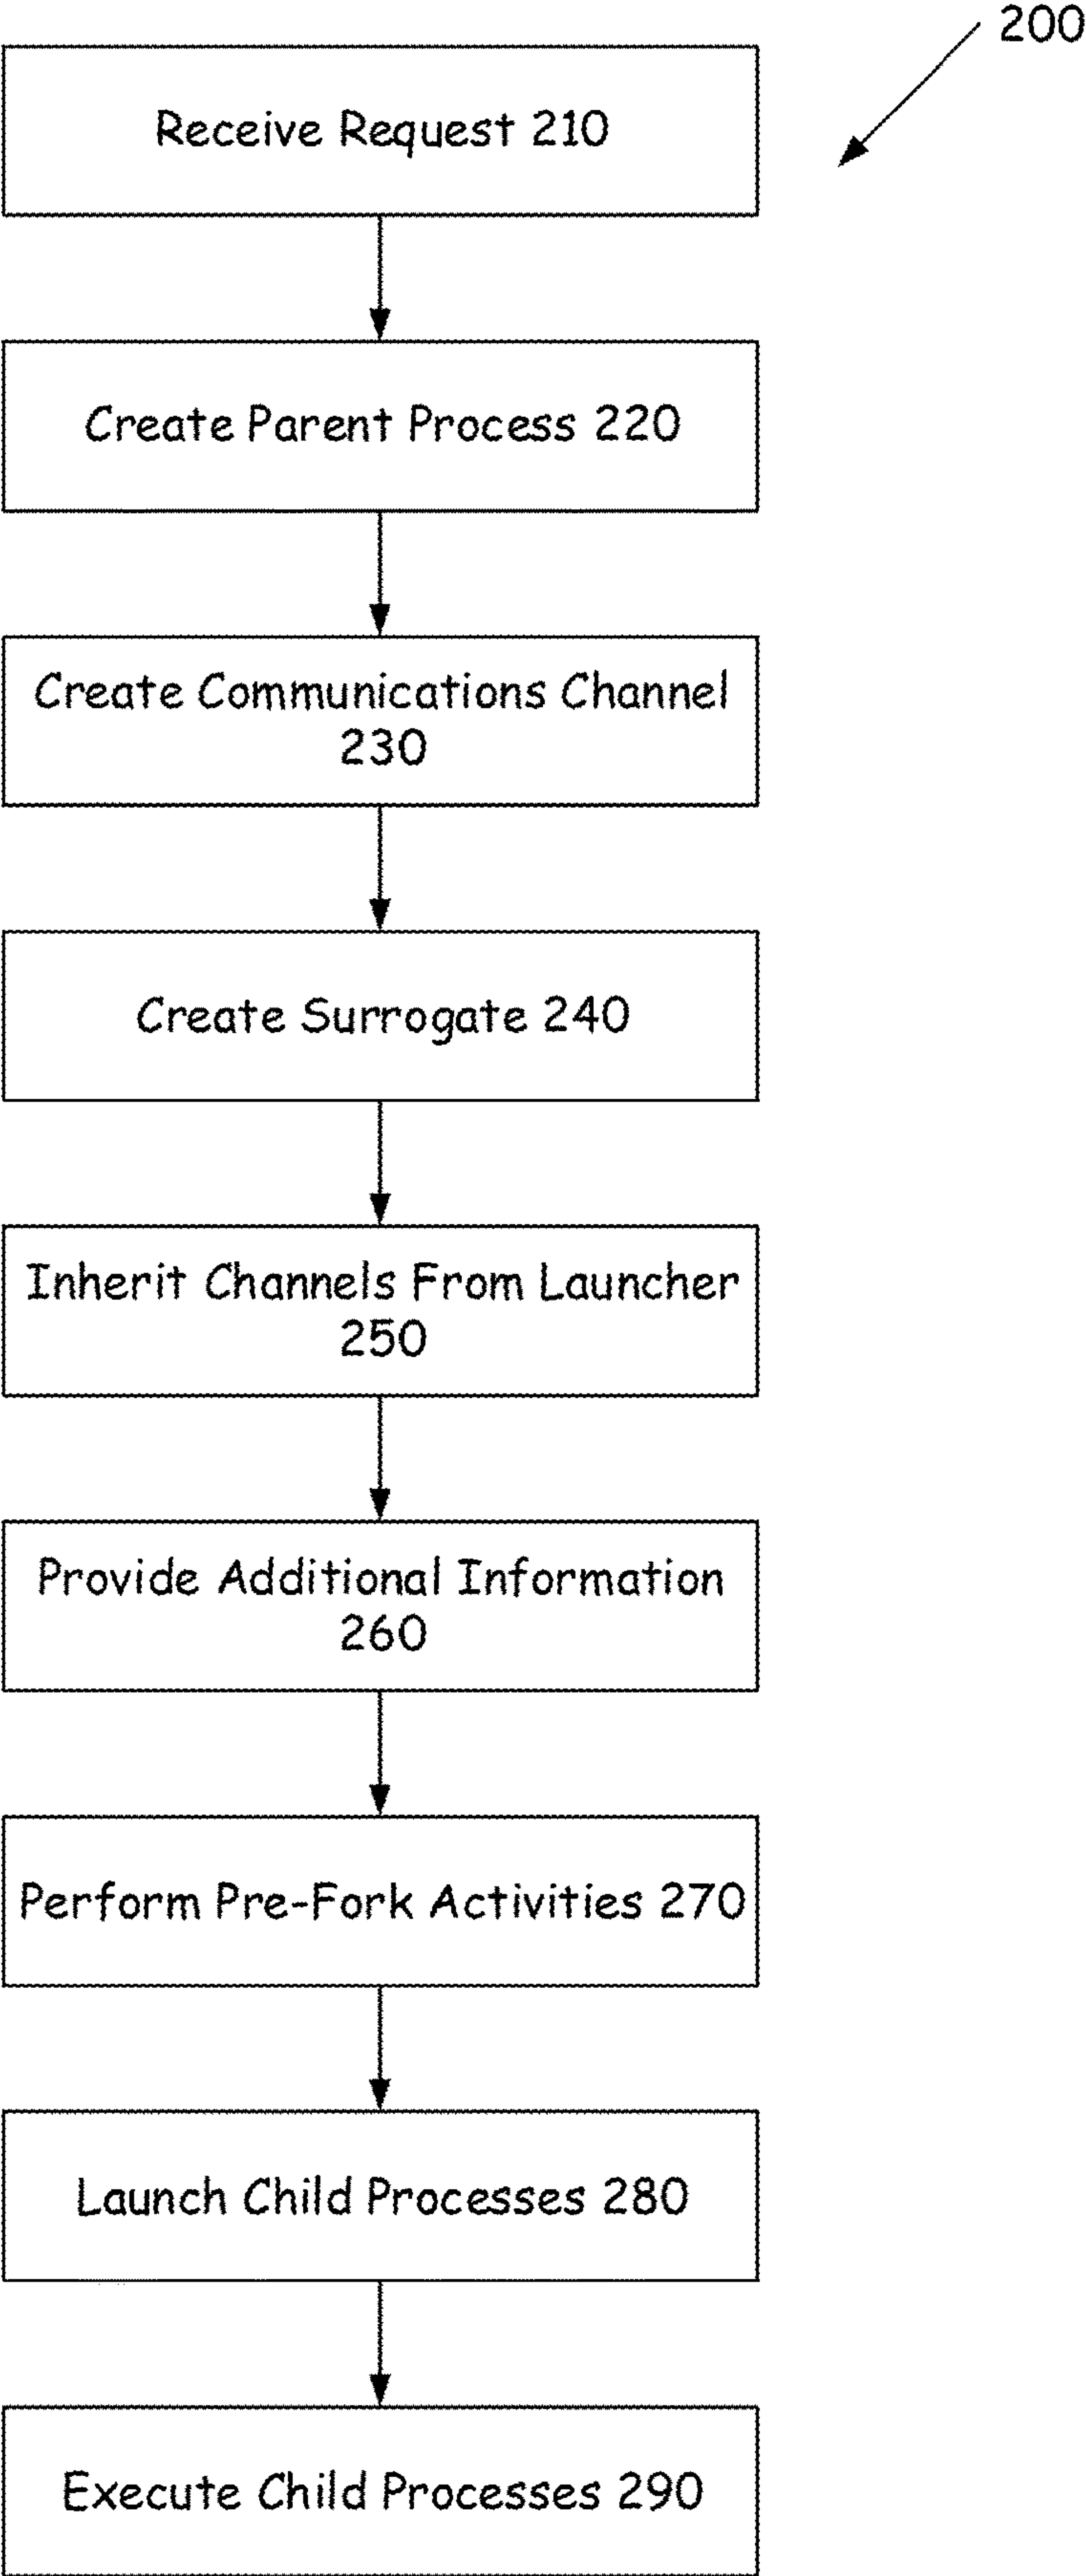 200
Receive Request 210
Create Parent Process 220
Create Communications Channel
230
Create Surrogate 240
Inherit Channels From Launcher
250
Provide Additional Information
260
Perform Pre-Fork Activities 270
Launch Child Processes 280
Execute Child Processes 290